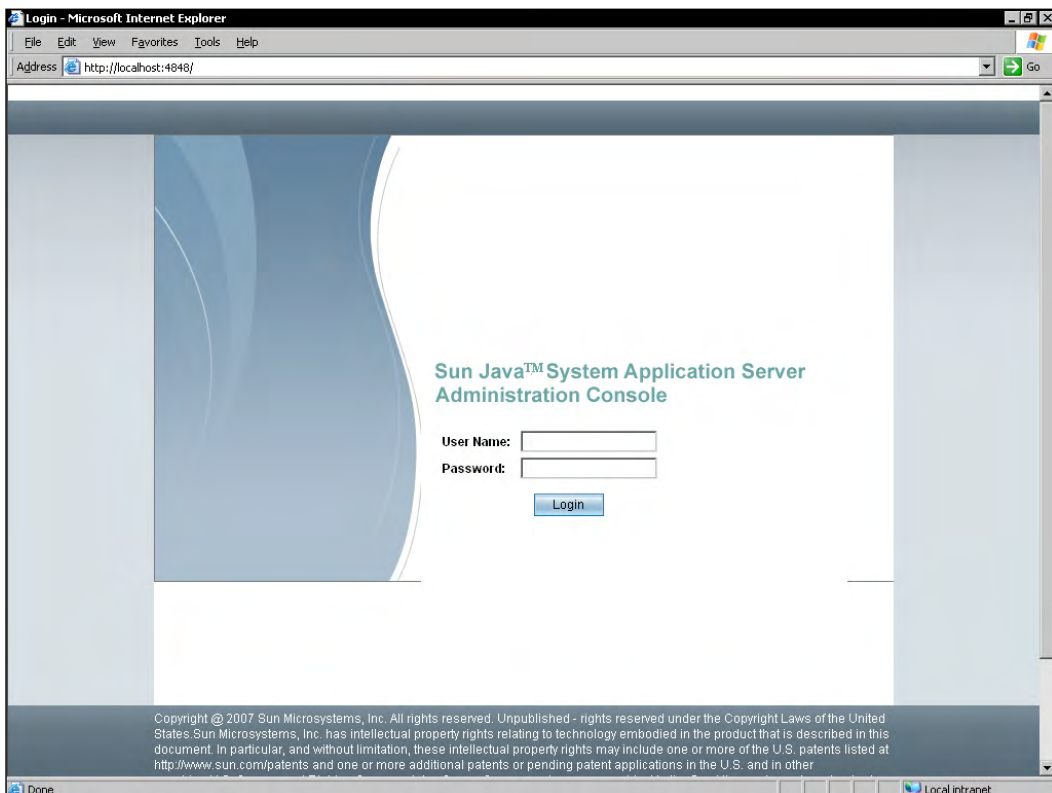 Login - Microsoft Internet Explorer
File Edit View Favorites Tools Help
Address http://localhost:4848/ Go
Sun Java™ System Application Server
Administration Console
User Name:
Password:
Login
Copyright @ 2007 Sun Microsystems, Inc. All rights reserved. Unpublished - rights reserved under the Copyright Laws of the United
States.Sun Microsystems, Inc. has intellectual property rights relating to technology embodied in the product that is described in this
document. In particular, and without limitation, these intellectual property rights may include one or more of the U.S. patents listed at
http://www.sun.com/patents and one or more additional patents or pending patent applications in the U.S. and in other
Done Local intranet